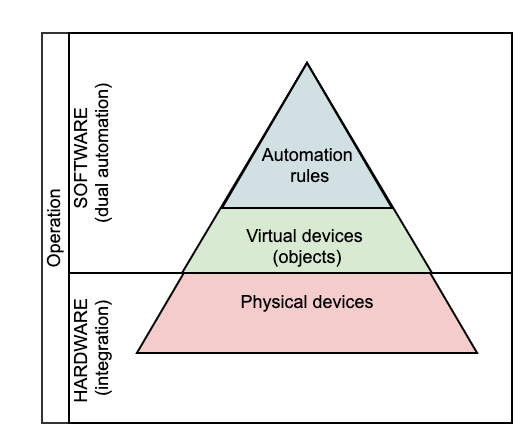 Operation
SOFTWARE
(dual automation)
Automation
rules
Virtual devices
(objects)
HARDWARE
(integration)
Physical devices